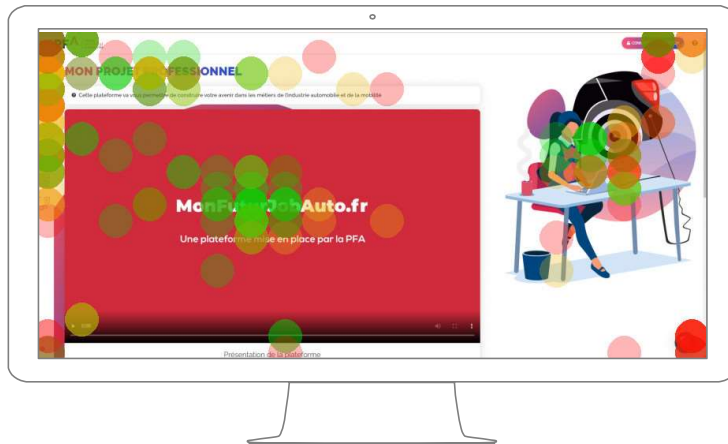 PFA
MON PROJET PROFESSIONNEL
Cette plateforme va vous permettre de construire votre avenir dans les métiers de l'industrie automobile et de la mobilité
MonFuturJobAuto.fr
Une plateforme mise en place par la PFA
Présentation de la plateforme